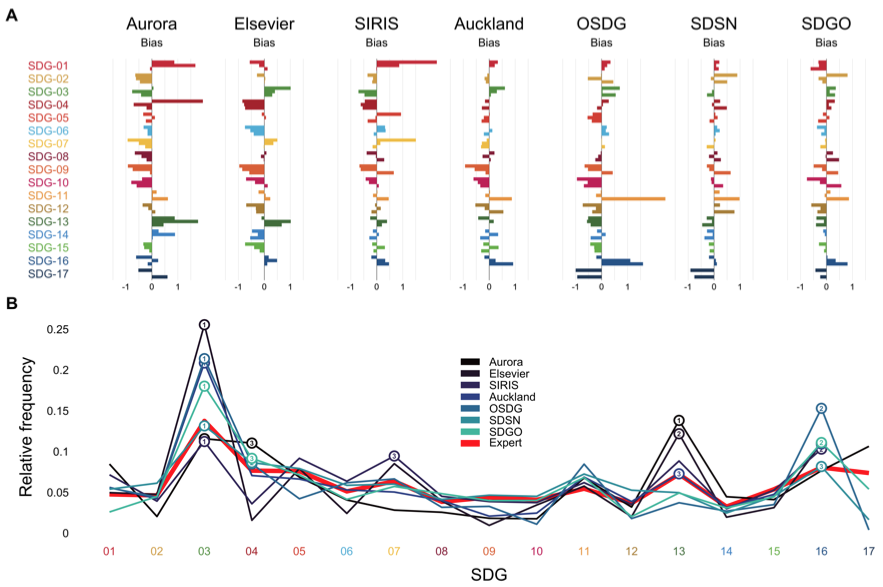 A
Aurora Elsevier SIRIS Auckland OSDG SDSN SDGO
Bias Bias Bias Bias Bias Bias Bias
SDG-01
SDG-02
SDG-03
SDG-04
SDG-05
SDG-06
SDG-07
SDG-08
SDG-09
SDG-10
SDG-11
SDG-12
SDG-13
SDG-14
SDG-15
SDG-16
SDG-17
-1 0 1 -1 0 1 -1 0 1 -1 0 1 -1 0 1 -1 0 1 -1 0 1
B
Relative frequency
0.25
0.2
0.15
0.1
0.05
0
Aurora
Elsevier
SIRIS
Auckland
OSDG
SDSN
SDGO
Expert
01 02 03 04 05 06 07 08 09 10 11 12 13 14 15 16 17
SDG